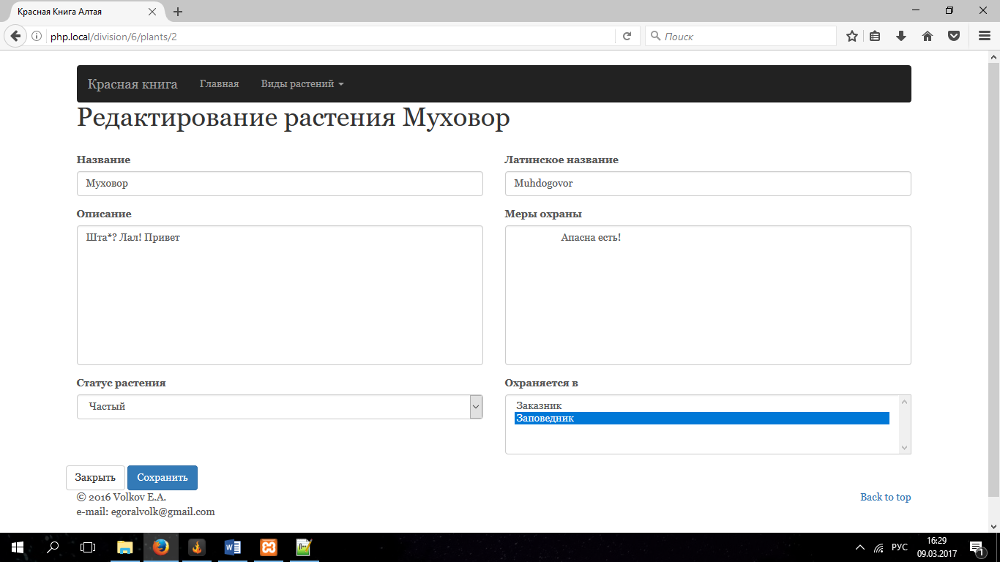 Красная Книга Алтая
php.local/division/6/plants/2
Поиск
Красная книга Главная Виды растений
Редактирование растения Муховор
Название Латинское название
Муховор Muhdogovor
Описание Меры охраны
Шта*? Лал! Привет Апасна есть!
Статус растения Охраняется в
Частый Заказник
Заповедник
Закрыть Сохранить
© 2016 Volkov E.A. Back to top
e-mail: egoralvolk@gmail.com
РУС 16:29
09.03.2017
1